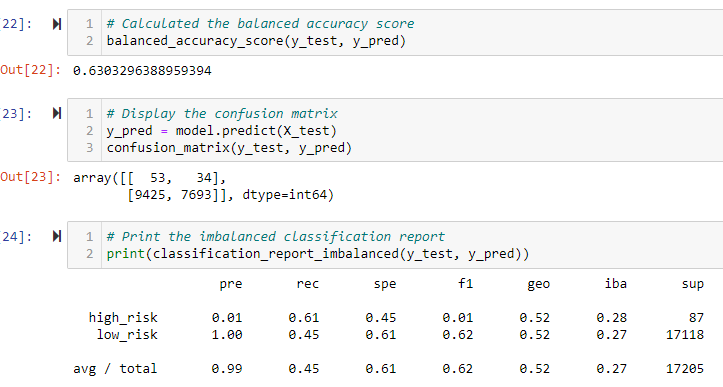 22]: 1 # Calculated the balanced accuracy score
2 balanced_accuracy_score(y_test, y_pred)
Out[22]: 0.6303296388959394
23]: 1 # Display the confusion matrix
2 y_pred = model.predict(X_test)
3 confusion_matrix(y_test, y_pred)
Out[23]: array([[  53,   34],
[9425, 7693]], dtype=int64)
24]: 1 # Print the imbalanced classification report
2 print(classification_report_imbalanced(y_test, y_pred))
pre rec spe f1 geo iba sup
high_risk 0.01 0.61 0.45 0.01 0.52 0.28 87
low_risk 1.00 0.45 0.61 0.62 0.52 0.27 17118
avg / total 0.99 0.45 0.61 0.62 0.52 0.27 17205